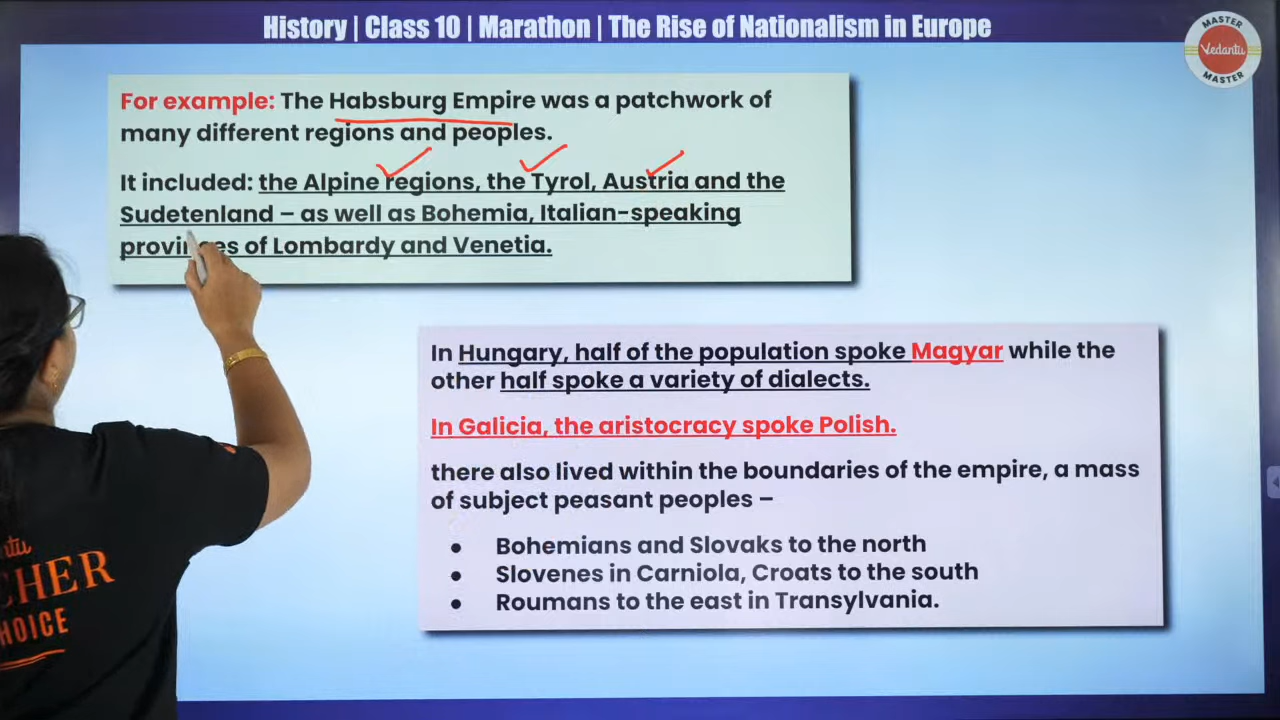 History | Class 10 | Marathon | The Rise of Nationalism in Europe
MASTER
Vedantu
MASTER
For example: The Habsburg Empire was a patchwork of
many different regions and peoples.
It included: the Alpine regions, the Tyrol, Austria and the
Sudetenland – as well as Bohemia, Italian-speaking
provinces of Lombardy and Venetia.
In Hungary, half of the population spoke Magyar while the
other half spoke a variety of dialects.
In Galicia, the aristocracy spoke Polish.
there also lived within the boundaries of the empire, a mass
of subject peasant peoples –
● Bohemians and Slovaks to the north
● Slovenes in Carniola, Croats to the south
● Roumans to the east in Transylvania.